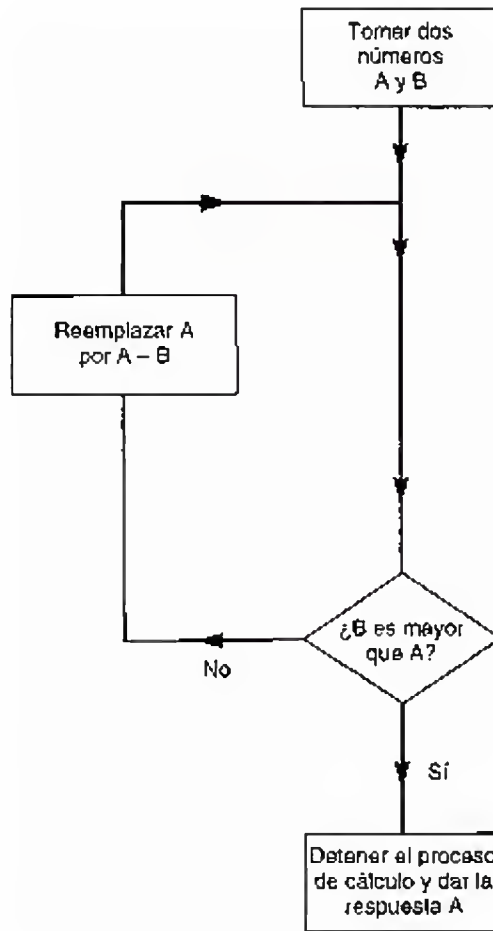 Tomar dos
números
A y B
Reemplazar A
por A – B
¿B es mayor
que A?
No
Sí
Detener el proceso
de cálculo y dar la
respuesta A